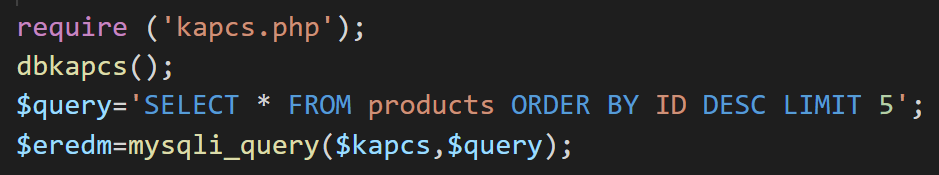 require ('kapcs.php');
dbkapcs();
$query='SELECT * FROM products ORDER BY ID DESC LIMIT 5';
$eredm=mysqli_query($kapcs,$query);